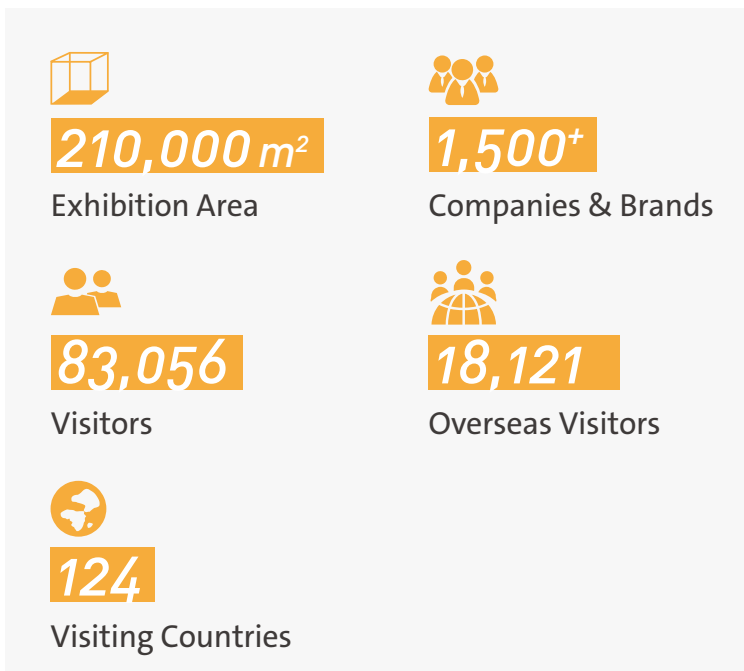 210,000 m²
Exhibition Area
1,500+
Companies & Brands
83,056
Visitors
18,121
Overseas Visitors
124
Visiting Countries